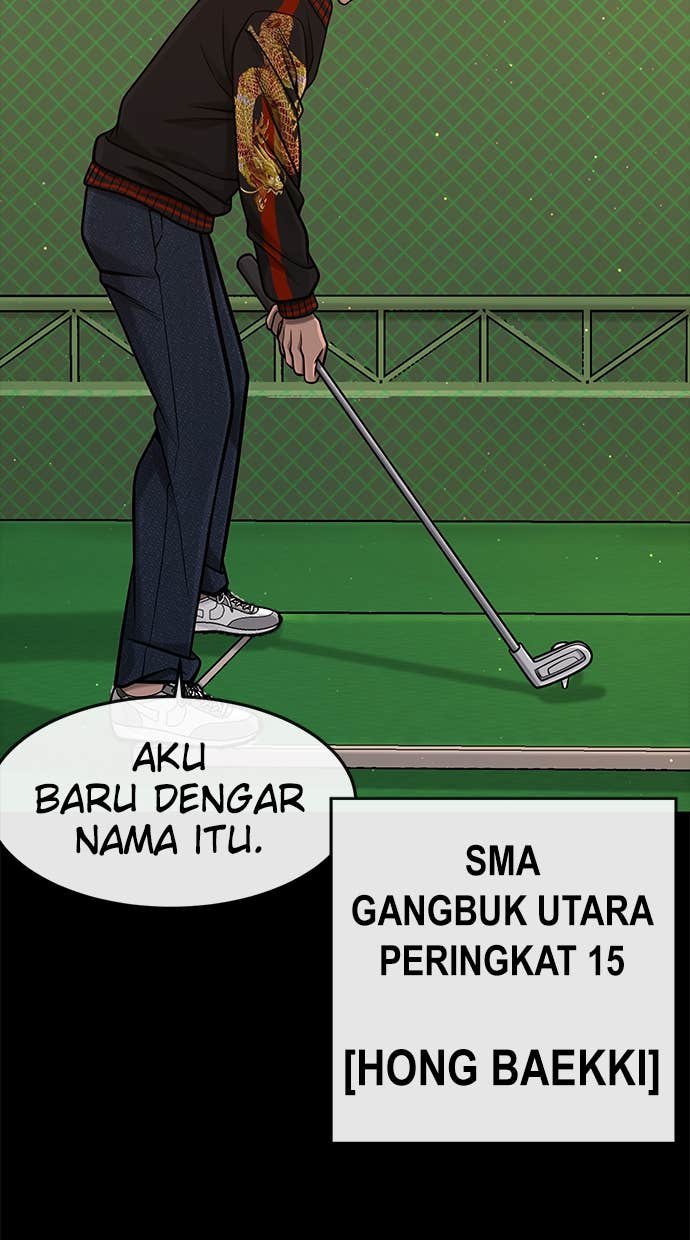 AKU
BARU DENGAR
NAMA ITU.
SMA
GANGBUK UTARA
PERINGKAT 15
[HONG BAEKKI]